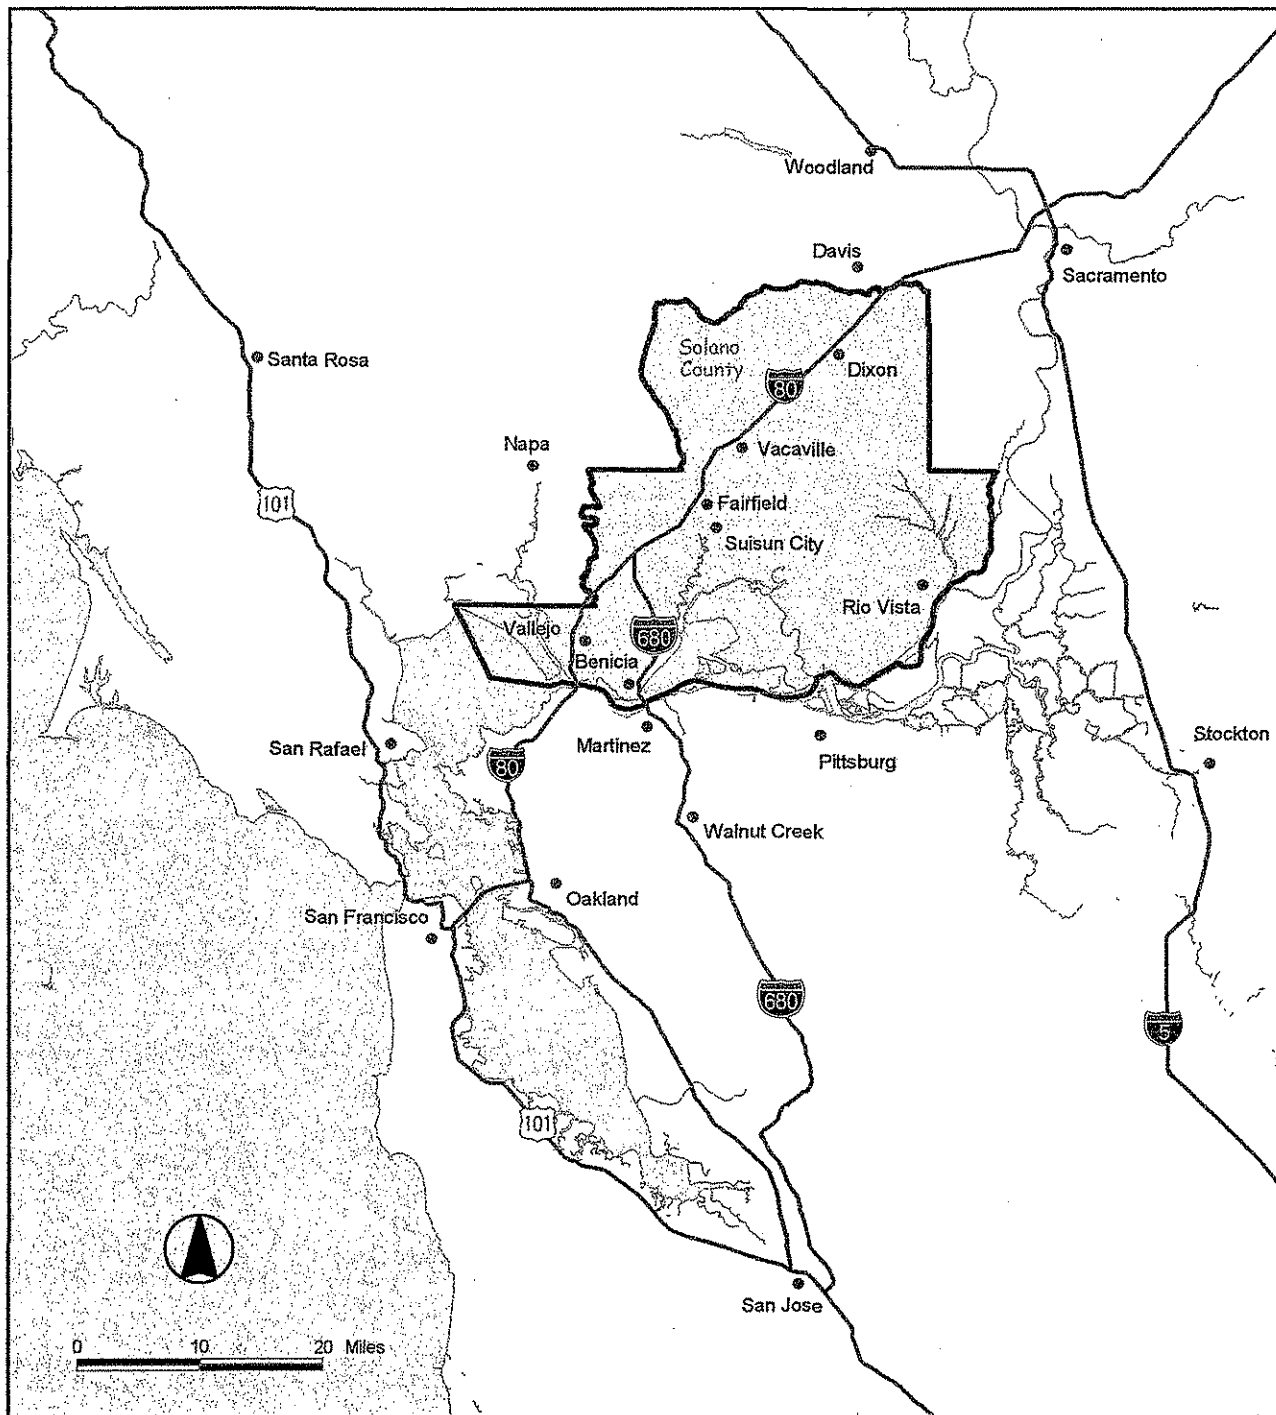 Woodland
Davis
Sacramento
Solano
County
Santa Rosa
80
Dixon
Napa
Vacaville
101
Fairfield
Suisun City
Rio Vista
Vallejo
680
Benicia
San Rafael
Martinez
Stockton
80
Pittsburg
Walnut Creek
Oakland
San Francisco
680
5
101
San Jose
0 10 20 Miles